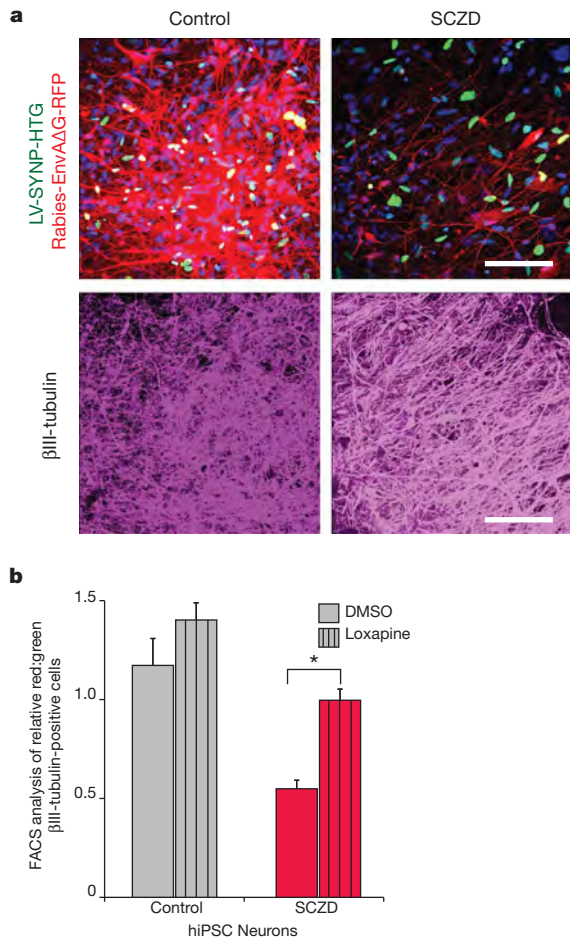 a
Control
SCZD
LV-SYNP-HTG
Rabies-EnvAΔG-RFP
βIII-tubulin
b
FACS analysis of relative red:green
βIII-tubulin-positive cells
1.5
1.0
0.5
0
DMSO
Loxapine
*
Control
SCZD
hiPSC Neurons